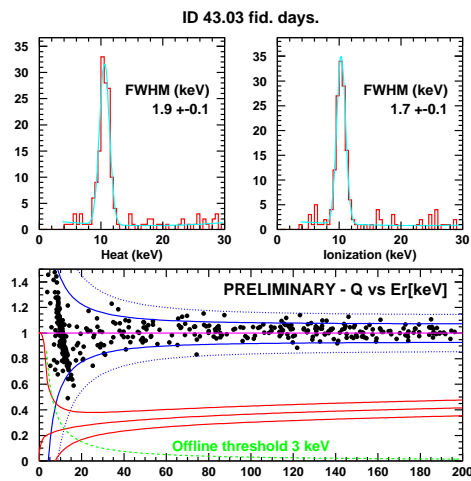 ID 43.03 fid. days.
35
30
25
20
15
10
5
0
FWHM (keV)
1.9 +-0.1
0 10 20 30
Heat (keV)
35
30
25
20
15
10
5
0
FWHM (keV)
1.7 +-0.1
0 10 20 30
Ionization (keV)
1.4
1.2
1
0.8
0.6
0.4
0.2
0
PRELIMINARY - Q vs Er[keV]
Offline threshold 3 keV
0 20 40 60 80 100 120 140 160 180 200